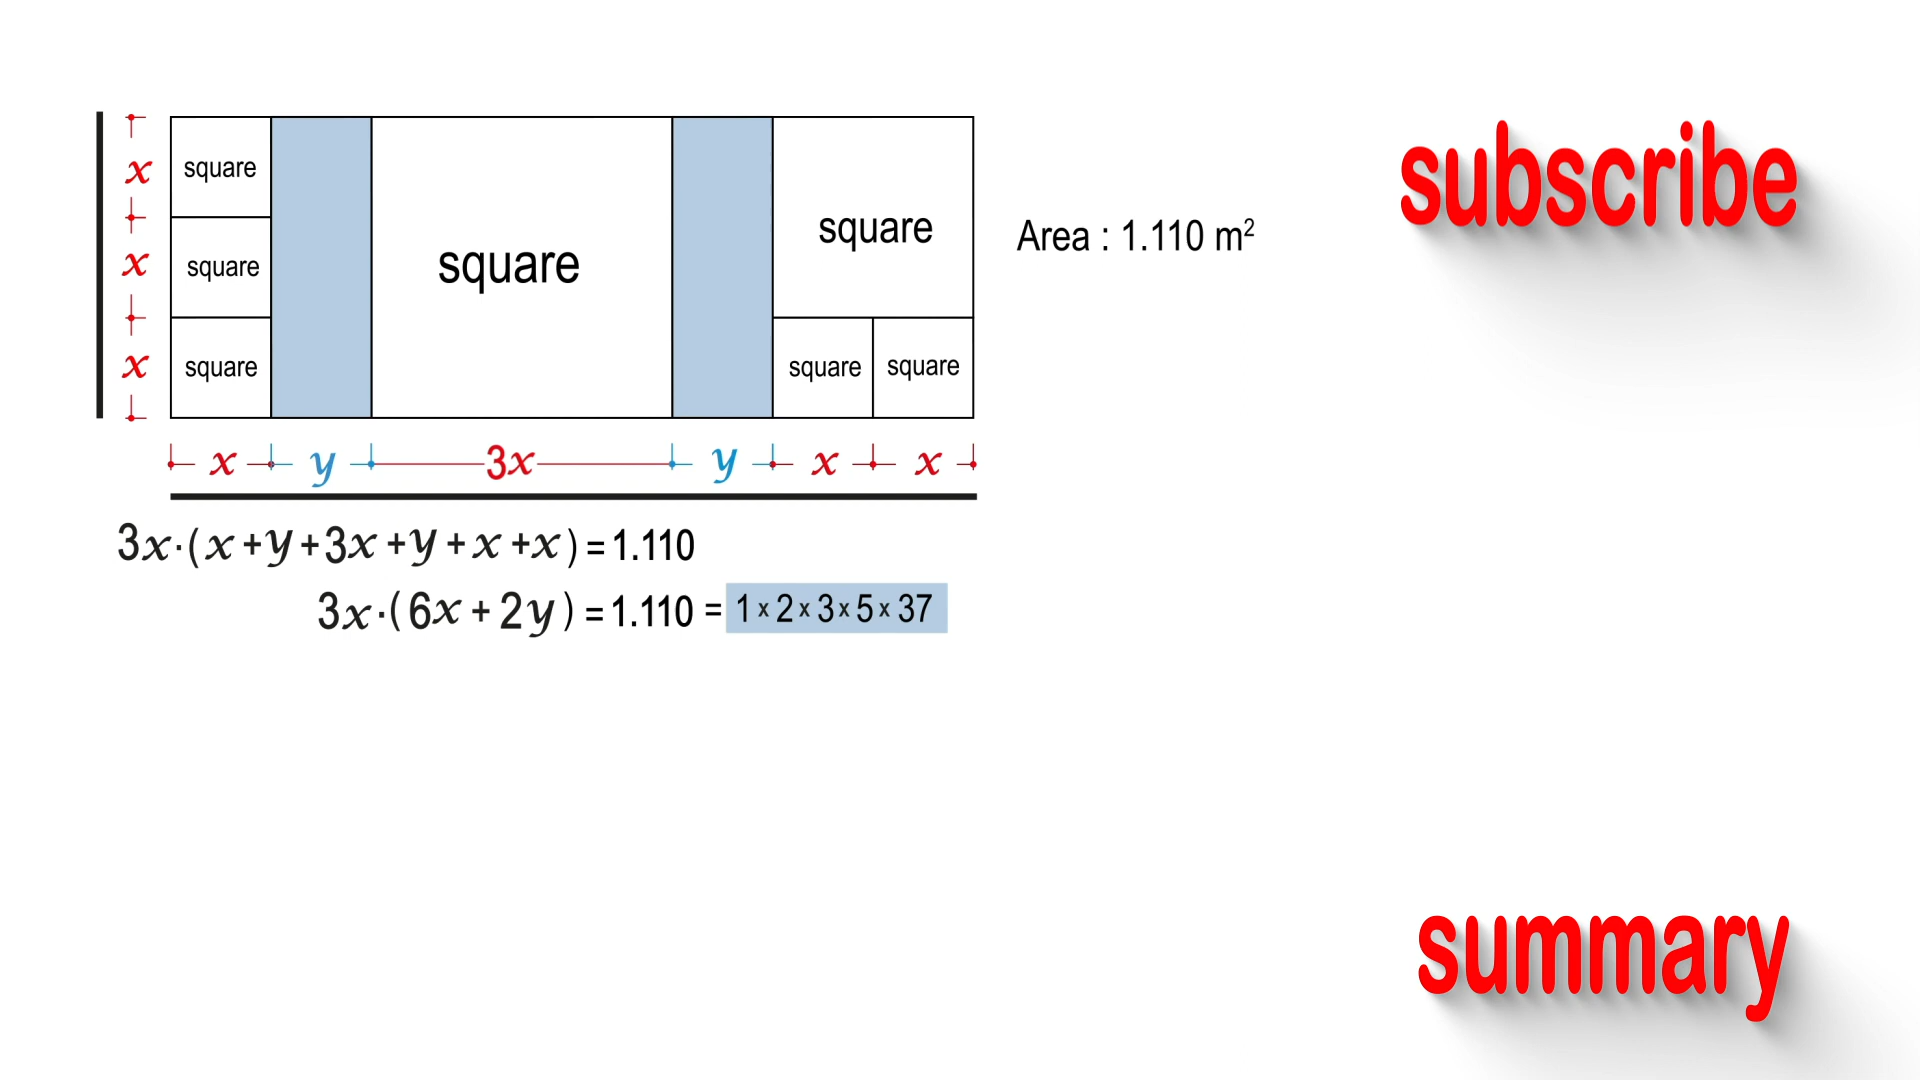 subscribe
x
square
square
square
square
Area : 1.110 m²
x
square
x
square
square
square
x y 3x y x x
3x·(x+y+3x+y+x+x)=1.110
3x·(6x+2y)=1.110 = 1×2×3×5×37
summary